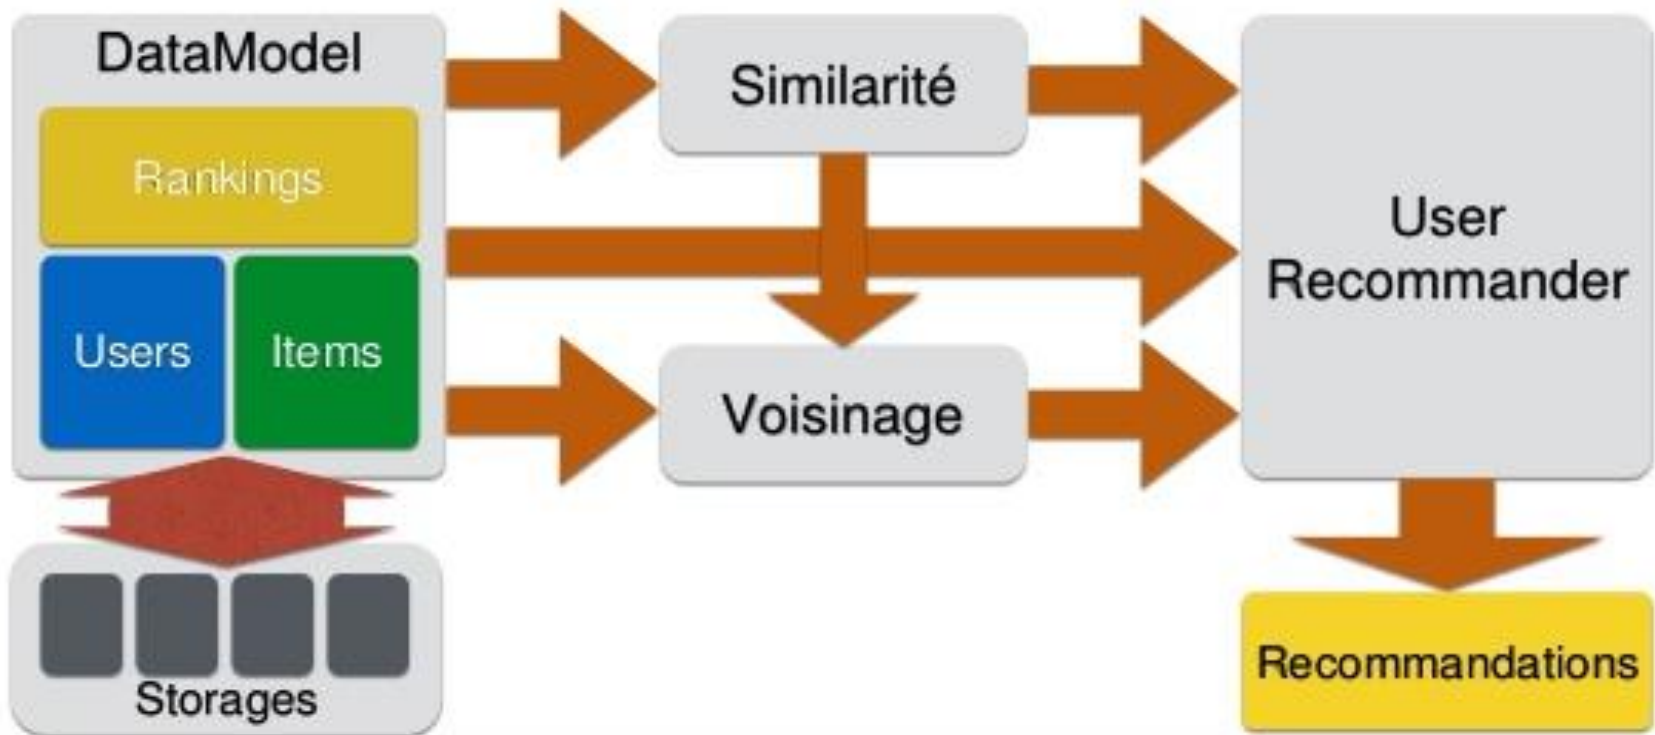 DataModel
Rankings
Users
Items
Storages
Similarité
Voisinage
User
Recommander
Recommandations